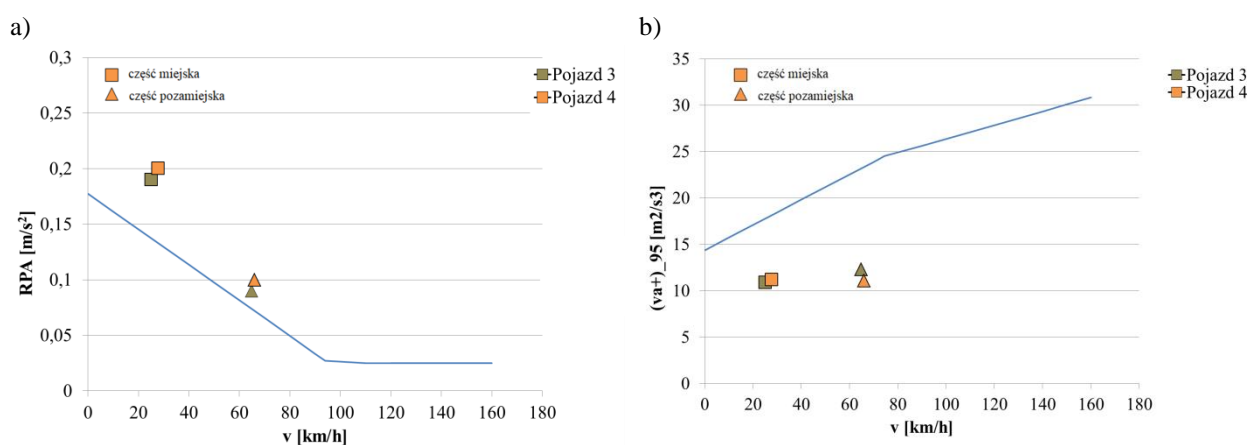 a)
0,3
0,25
0,2
0,15
0,1
0,05
0
RPA [m/s²]
część miejska
część pozamiejska
Pojazd 3
Pojazd 4
0 20 40 60 80 100 120 140 160 180
v [km/h]
b)
35
30
25
20
15
10
5
0
(va+)_95 [m2/s3]
część miejska
część pozamiejska
Pojazd 3
Pojazd 4
0 20 40 60 80 100 120 140 160 180
v [km/h]